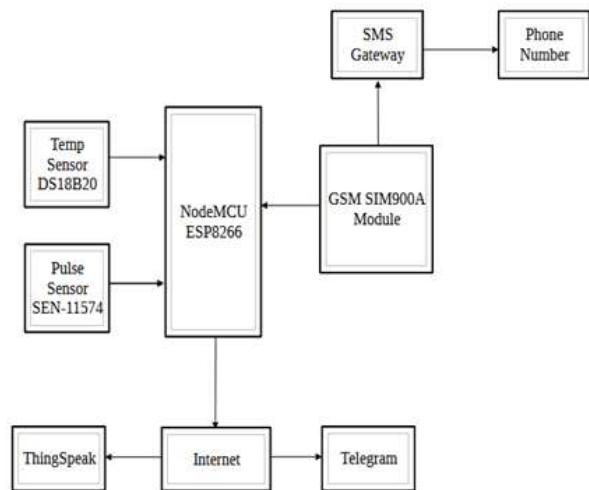 SMS
Gateway
Phone
Number
Temp
Sensor
DS18B20
NodeMCU
ESP8266
GSM SIM900A
Module
Pulse
Sensor
SEN-11574
ThingSpeak
Internet
Telegram